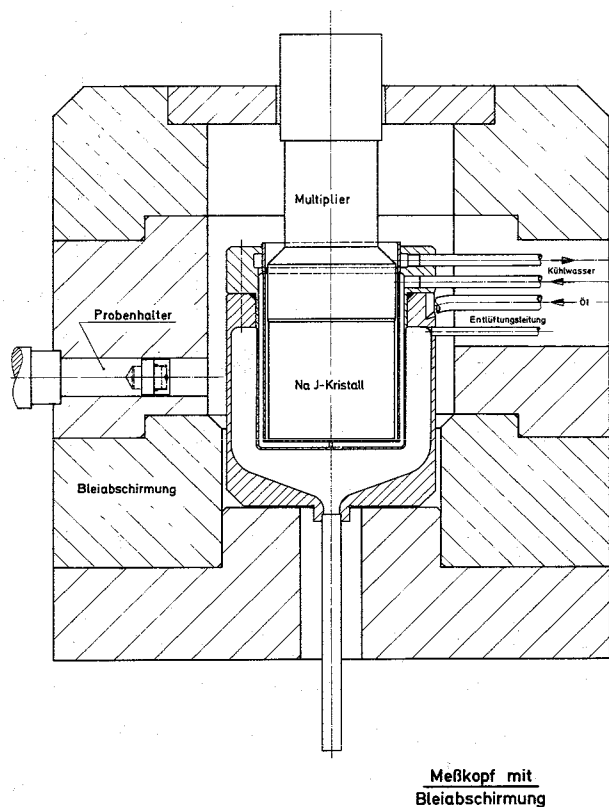 Multiplier
Kühlwasser
Probenhalter
Öl
Entlüftungsleitung
Na J-Kristall
Bleiabschirmung
Meßkopf mit
Bleiabschirmung